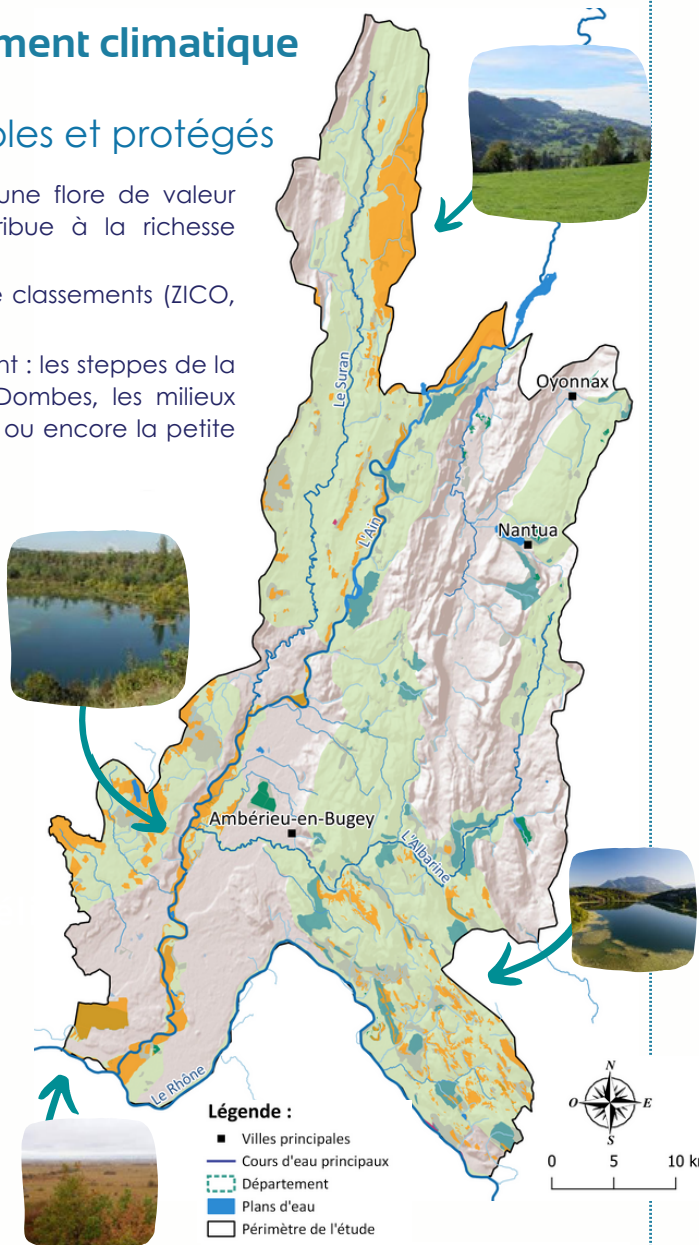 ment climatique
bles et protégés
une flore de valeur
ribue à la richesse
e classements (ZICO,
nt : les steppes de la
Dombes, les milieux
ou encore la petite
Oyonnax
Le Suran
L'Ain
Nantua
Ambérieu-en-Bugey
L'Albarine
Le Rhône
Légende :
Villes principales
Cours d'eau principaux
Département
Plans d'eau
Périmètre de l'étude
N
O E
S
0 5 10 km